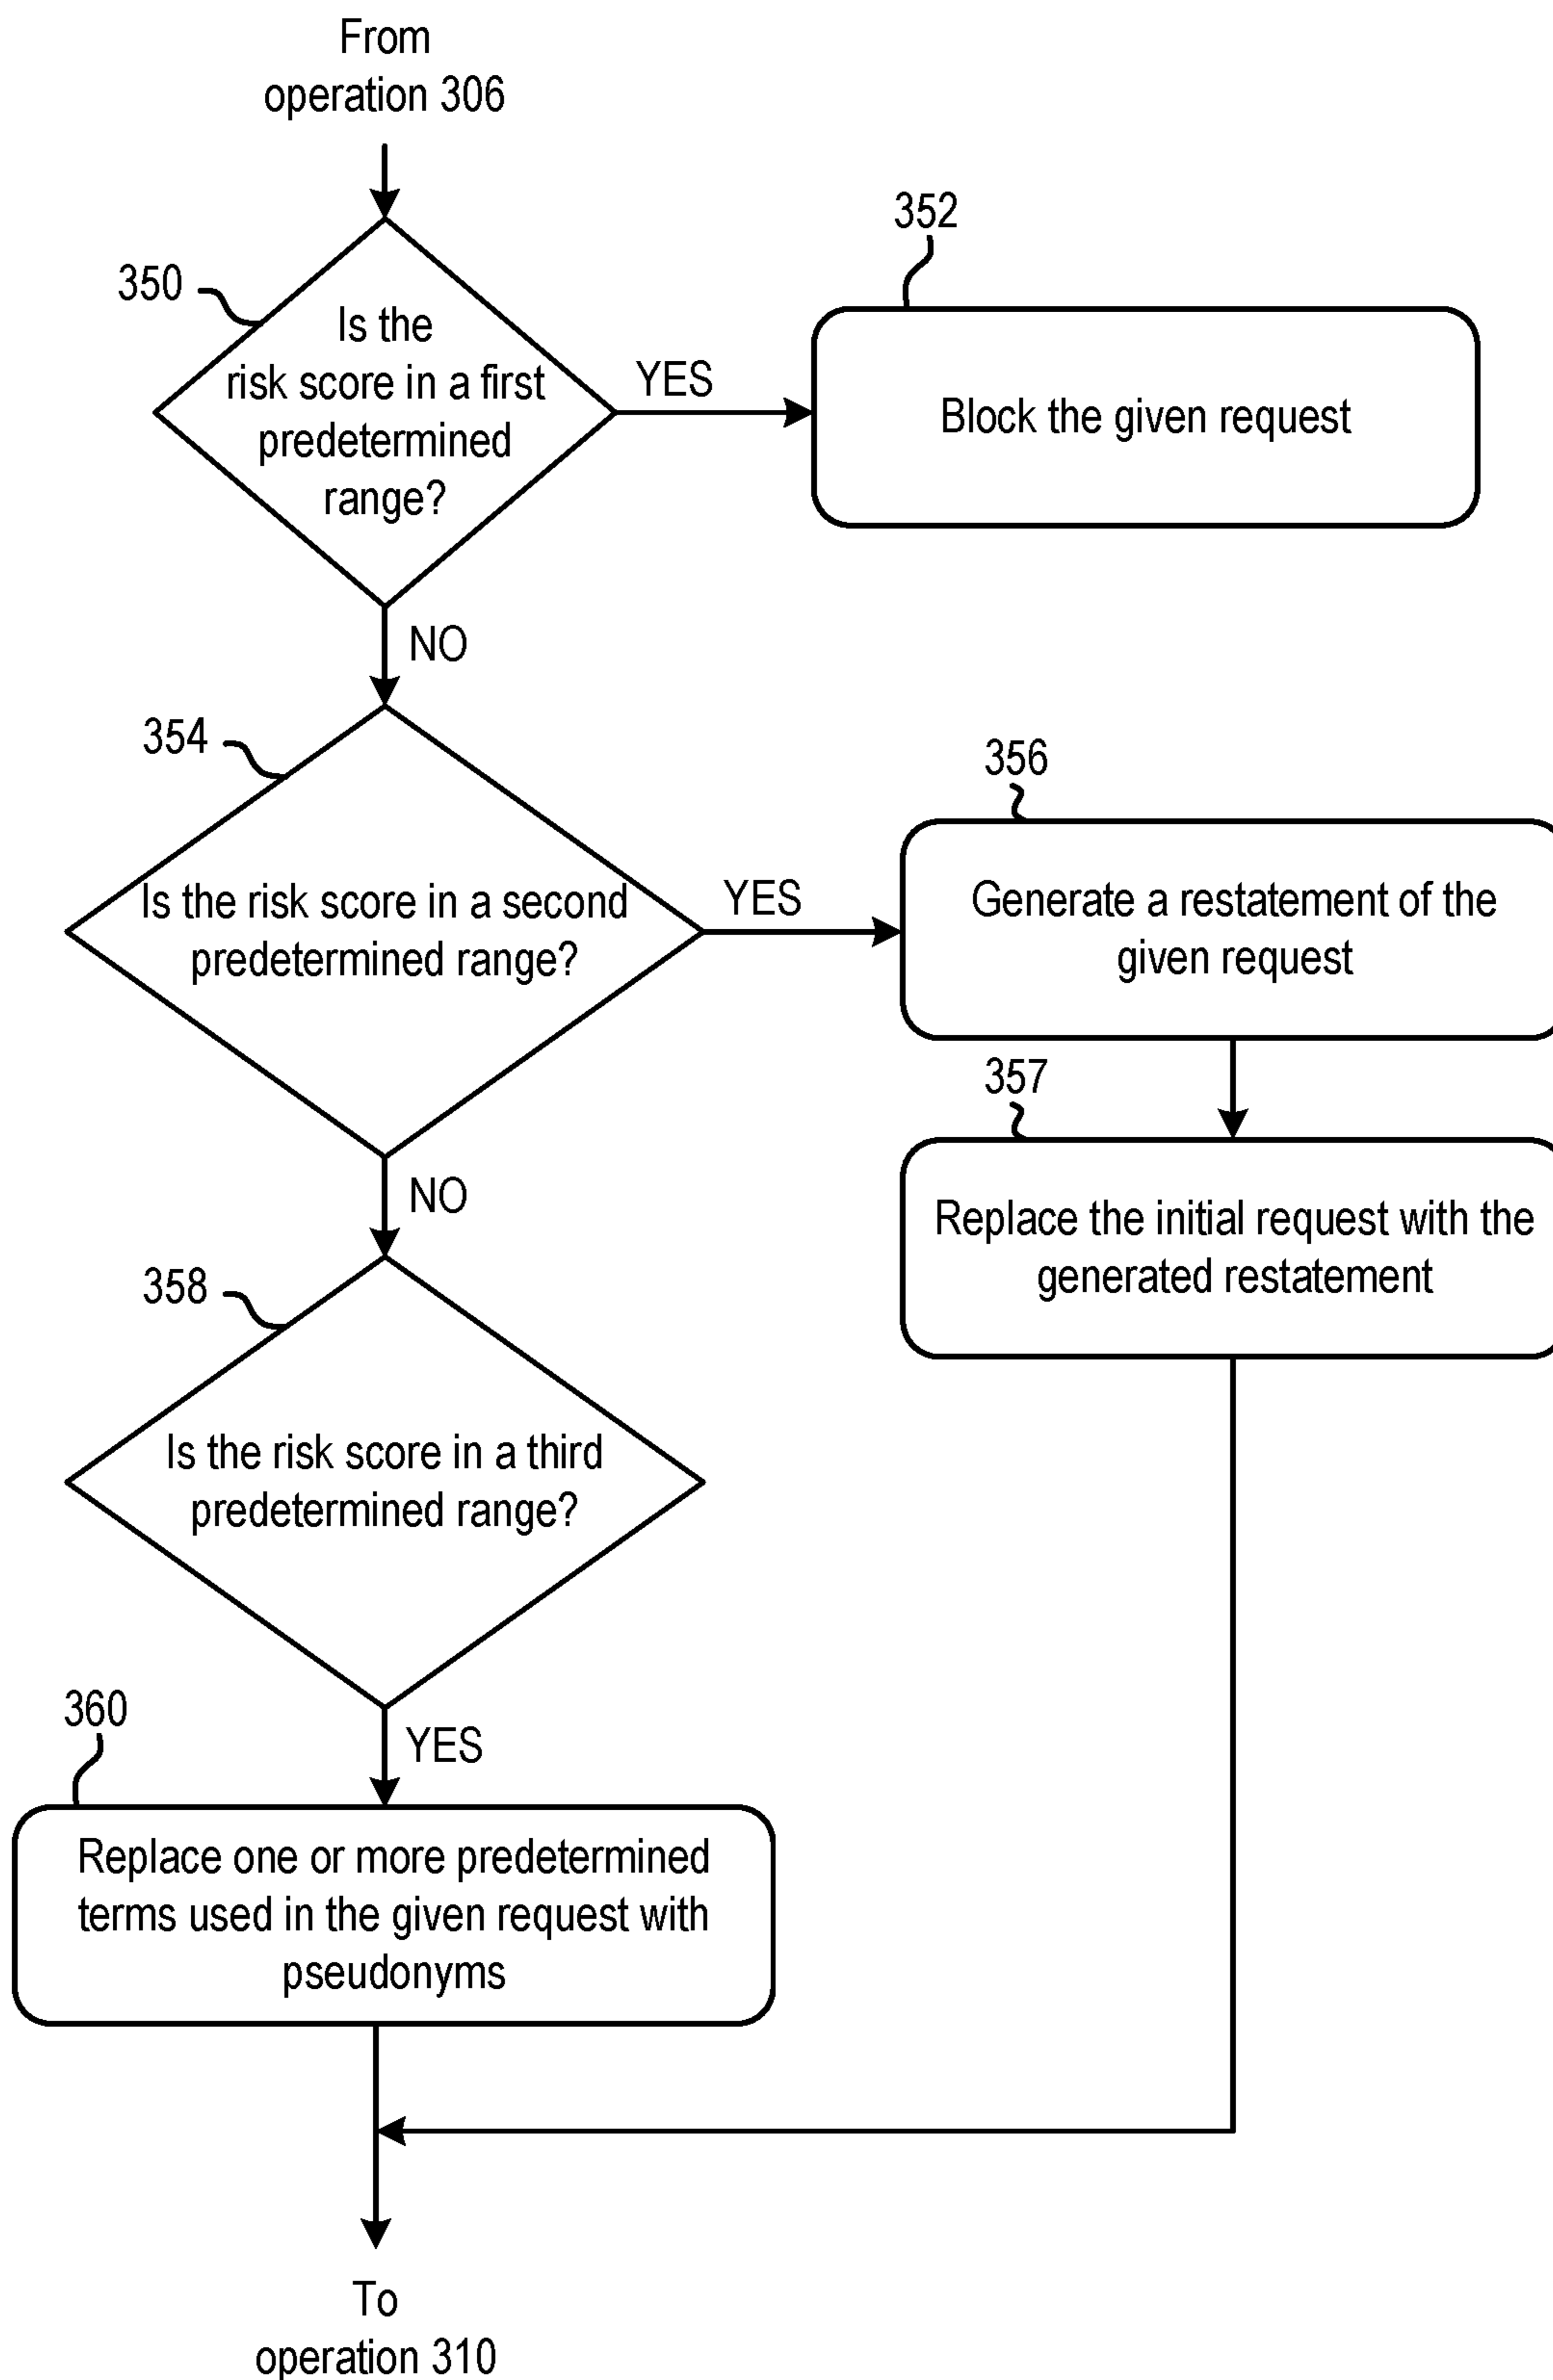 From
operation 306
350
Is the
risk score in a first
predetermined
range?
YES
352
Block the given request
NO
354
Is the risk score in a second
predetermined range?
YES
356
Generate a restatement of the
given request
357
Replace the initial request with the
generated restatement
NO
358
Is the risk score in a third
predetermined range?
YES
360
Replace one or more predetermined
terms used in the given request with
pseudonyms
To
operation 310